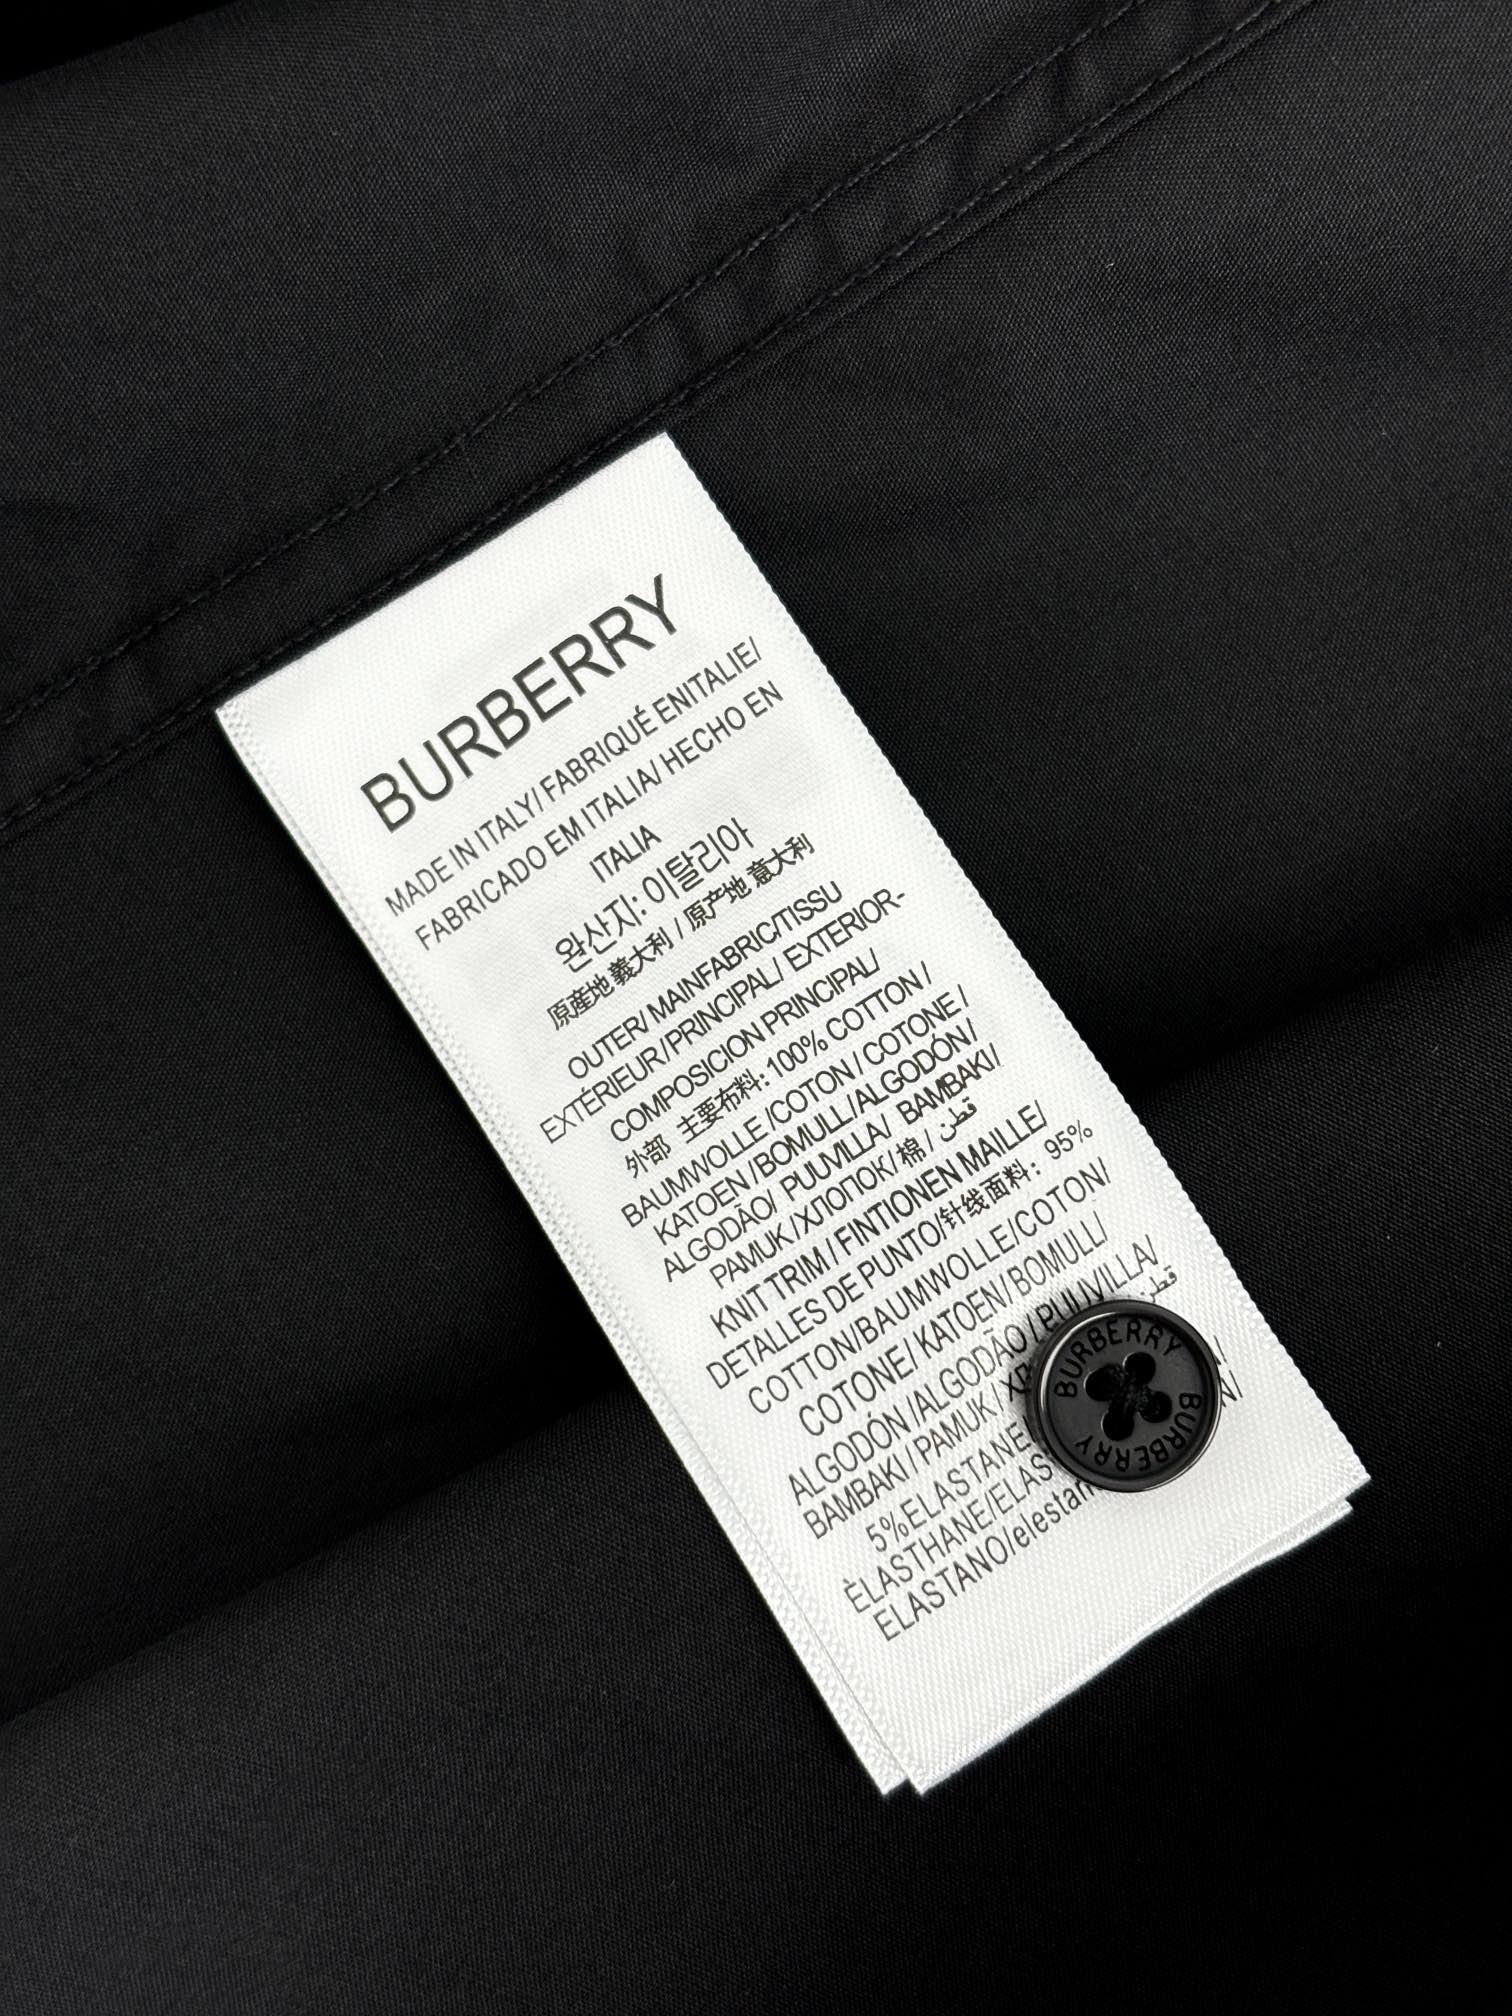 BURBERRY
MADE IN ITALY/ FABRIQUÉ ENITALIE/
FABRICADO EM ITALIA/ HECHO EN
ITALIA
완산지: 이탈리아
原産地 義大利 / 原产地 意大利
OUTER/ MAINFABRIC/TISSU
EXTÉRIEUR/PRINCIPAL/ EXTERIOR-
COMPOSICION PRINCIPAL/
外部 主要布料: 100% COTTON /
BAUMWOLLE /COTON / COTONE /
KATOEN /BOMULL/ALGODÓN/
ALGODÃO/ PUUVILLA/ BAMBAKI/
PAMUK /ХЛОПОК/ 棉 / قطن
KNIT TRIM / FINTIONEN MAILLE/
DETALLES DE PUNTO/针线面料: 95%
COTTON/BAUMWOLLE/COTON/
COTONE/ KATOEN/ BOMULL/
ALGODÓN /ALGODÃO / PUUVILLA/
BAMBAKI / PAMUK / قطن
5%ELASTANE
ÈLASTHANE/
ELASTANO/
BURBERRY
BURBERRY